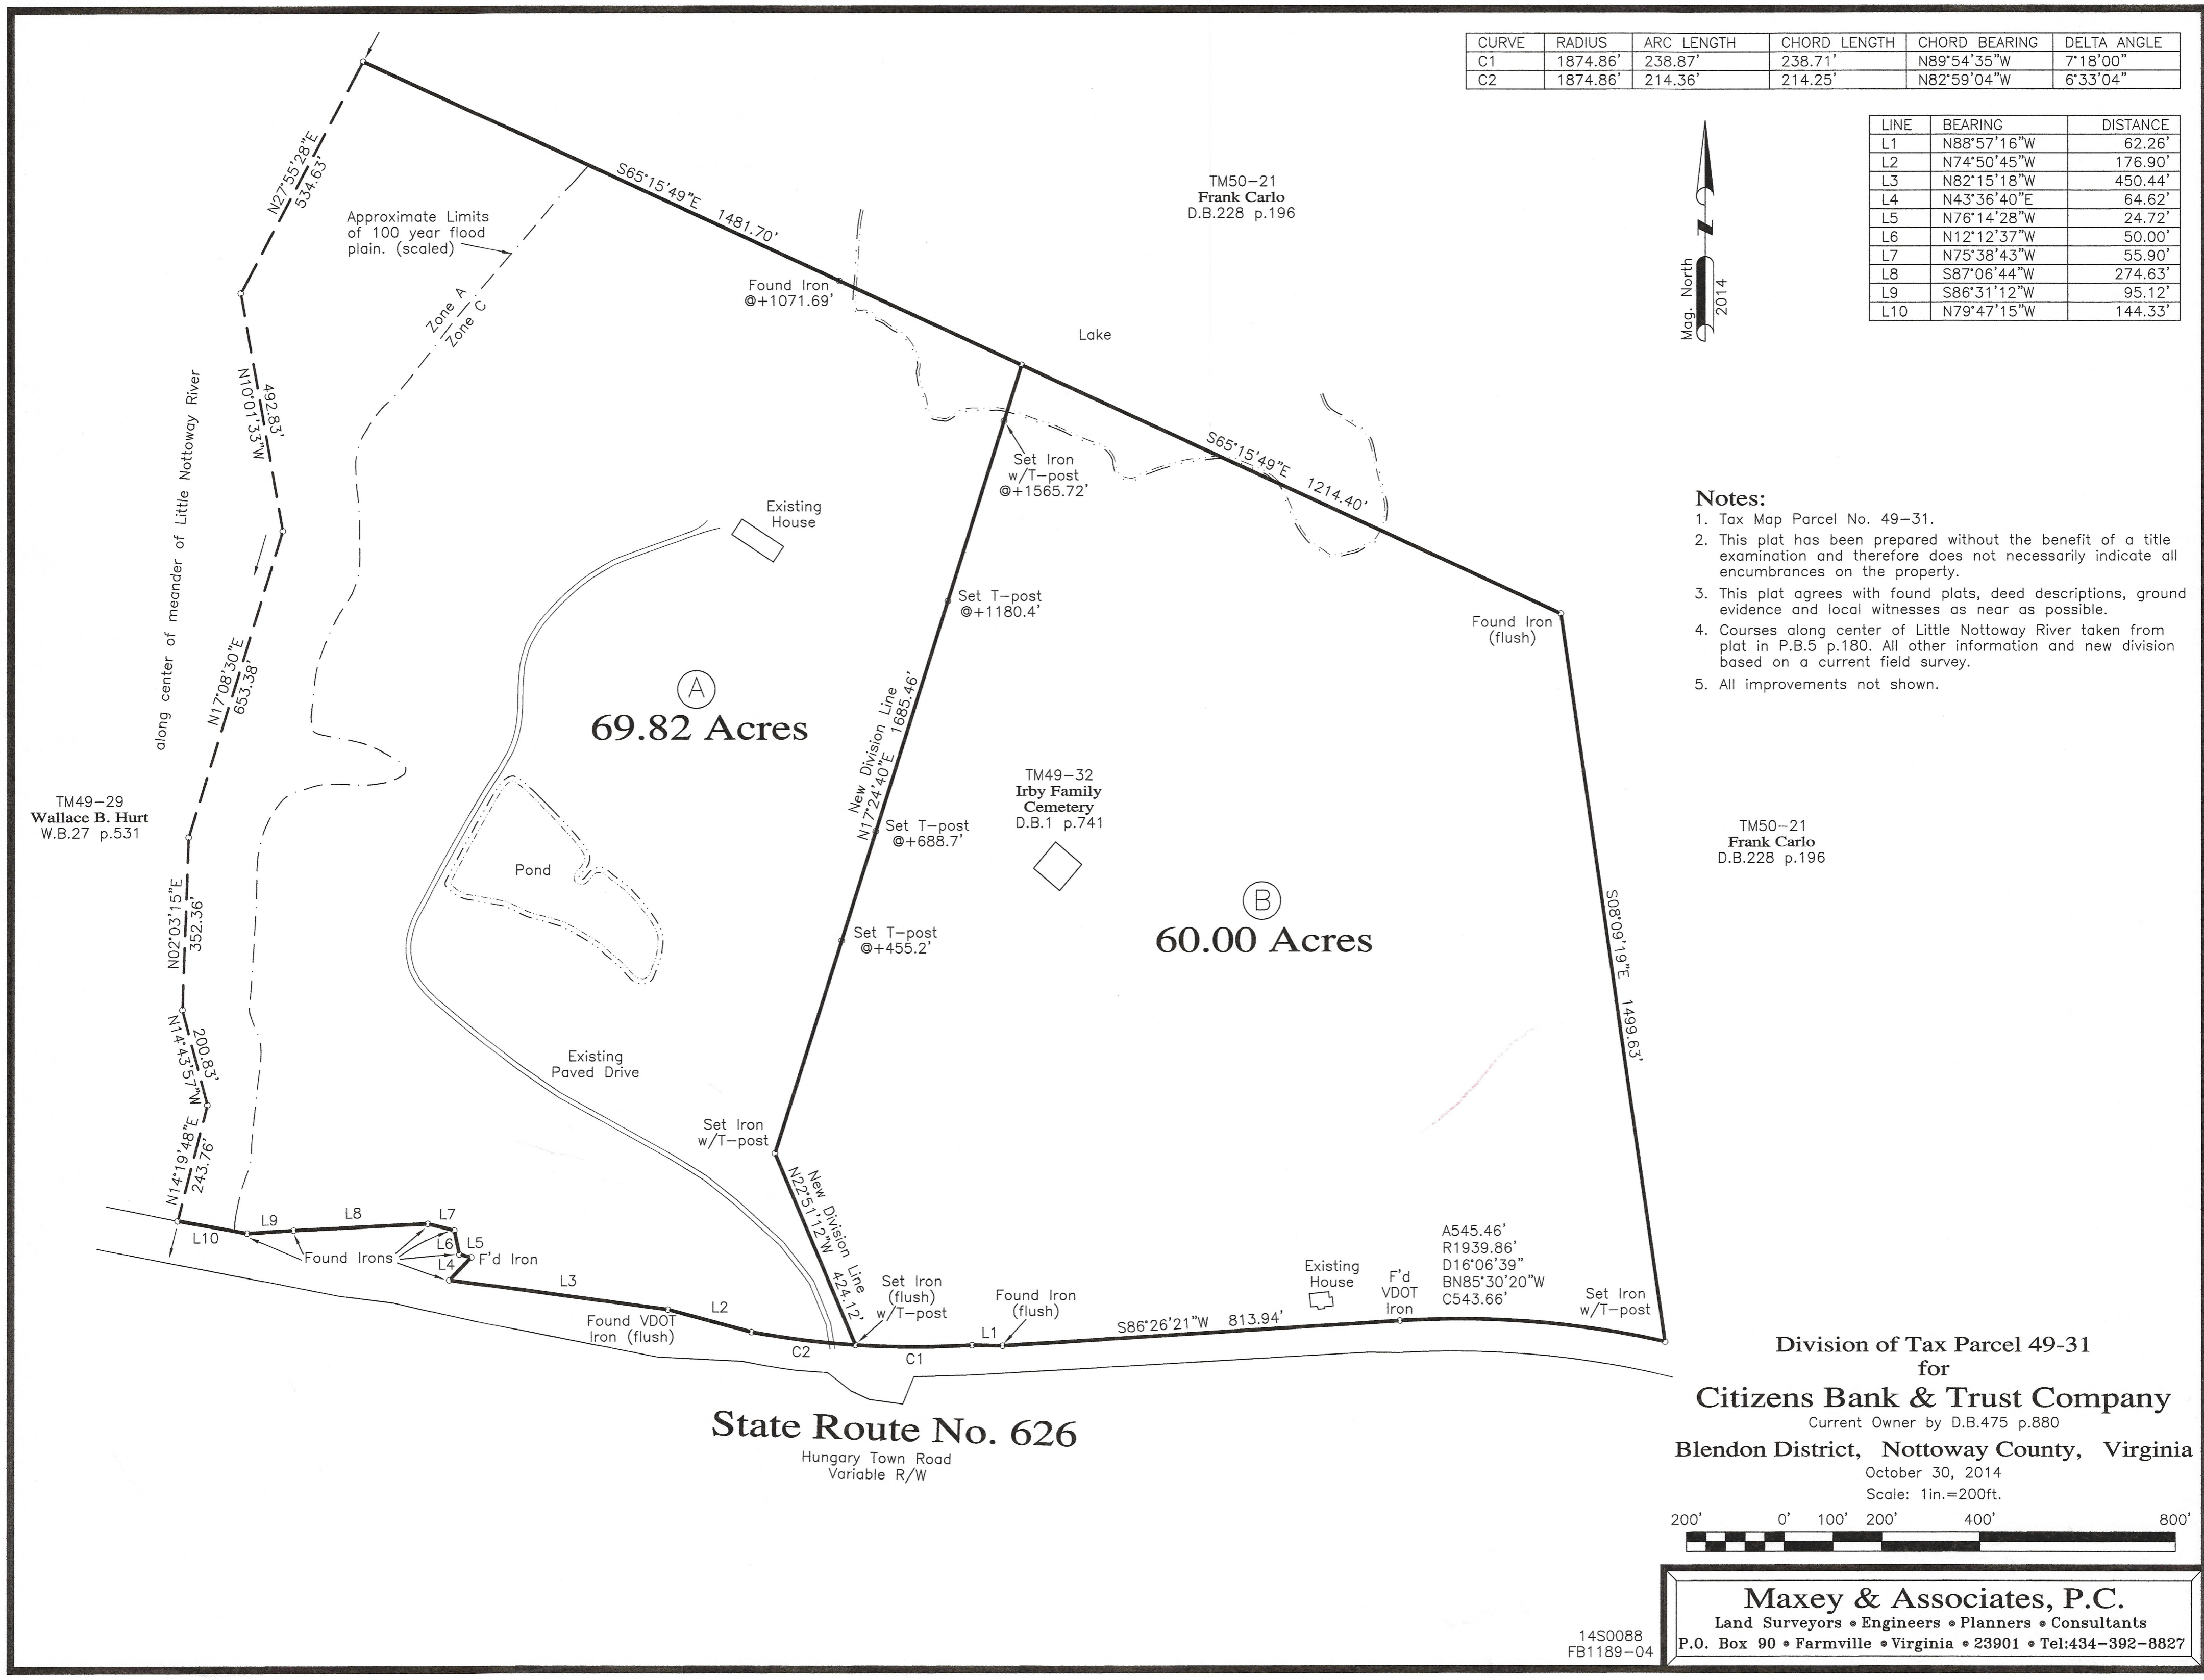 CURVE RADIUS ARC LENGTH CHORD LENGTH CHORD BEARING DELTA ANGLE
C1 1874.86' 238.87' 238.71' N89°54'35"W 7°18'00"
C2 1874.86' 214.36' 214.25' N82°59'04"W 6°33'04"
LINE BEARING DISTANCE
L1 N88°57'16"W 62.26'
L2 N74°50'45"W 176.90'
L3 N82°15'18"W 450.44'
L4 N43°36'40"E 64.62'
L5 N76°14'28"W 24.72'
L6 N12°12'37"W 50.00'
L7 N75°38'43"W 55.90'
L8 S87°06'44"W 274.63'
L9 S86°31'12"W 95.12'
L10 N79°47'15"W 144.33'
N27°55'28"E
534.63'
S65°15'49"E 1481.70'
TM50-21
Frank Carlo
D.B.228 p.196
Approximate Limits
of 100 year flood
plain. (scaled)
Zone A
Zone C
Found Iron
@+1071.69'
Lake
Mag. North
2014
N
492.83'
N10°01'33"W
along center of meander of Little Nottoway River
Set Iron
w/T-post
@+1565.72'
S65°15'49"E 1214.40'
Existing
House
Set T-post
@+1180.4'
Found Iron
(flush)
Notes:
1. Tax Map Parcel No. 49-31.
2. This plat has been prepared without the benefit of a title
examination and therefore does not necessarily indicate all
encumbrances on the property.
3. This plat agrees with found plats, deed descriptions, ground
evidence and local witnesses as near as possible.
4. Courses along center of Little Nottoway River taken from
plat in P.B.5 p.180. All other information and new division
based on a current field survey.
5. All improvements not shown.
N17°08'30"E
653.38'
A
69.82 Acres
New Division Line
N17°24'40"E 1685.46'
TM49-29
Wallace B. Hurt
W.B.27 p.531
TM49-32
Irby Family
Cemetery
D.B.1 p.741
Set T-post
@+688.7'
TM50-21
Frank Carlo
D.B.228 p.196
Pond
B
60.00 Acres
Set T-post
@+455.2'
N02°03'15"E
352.36'
S08°09'19"E 1499.63'
200.83'
N14°43'57"W
Existing
Paved Drive
Set Iron
w/T-post
N14°19'48"E
243.76'
New Division Line
N22°51'12"W 424.12'
L10
L9
L8
L7
L6
L5
L4
Found Irons
F'd Iron
L3
L2
Found VDOT
Iron (flush)
C2
C1
Set Iron
(flush)
w/T-post
L1
Found Iron
(flush)
S86°26'21"W 813.94'
Existing
House
F'd
VDOT
Iron
A545.46'
R1939.86'
D16°06'39"
BN85°30'20"W
C543.66'
Set Iron
w/T-post
State Route No. 626
Hungary Town Road
Variable R/W
Division of Tax Parcel 49-31
for
Citizens Bank & Trust Company
Current Owner by D.B.475 p.880
Blendon District, Nottoway County, Virginia
October 30, 2014
Scale: 1in.=200ft.
200' 0' 100' 200' 400' 800'
14S0088
FB1189-04
Maxey & Associates, P.C.
Land Surveyors • Engineers • Planners • Consultants
P.O. Box 90 • Farmville • Virginia • 23901 • Tel:434-392-8827